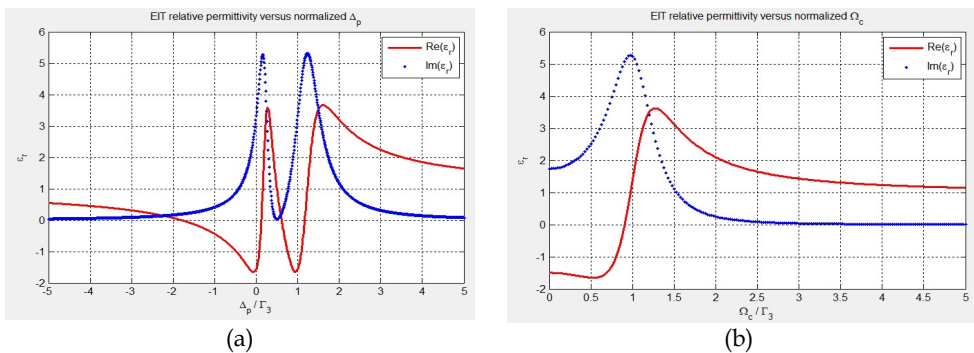 EIT relative permittivity versus normalized Δp
6
5
4
3
2
1
0
-1
-2
εr
Re(εr)
Im(εr)
-5 -4 -3 -2 -1 0 1 2 3 4 5
Δp / Γ3
(a)
EIT relative permittivity versus normalized Ωc
6
5
4
3
2
1
0
-1
-2
εr
Re(εr)
Im(εr)
0 0.5 1 1.5 2 2.5 3 3.5 4 4.5 5
Ωc / Γ3
(b)